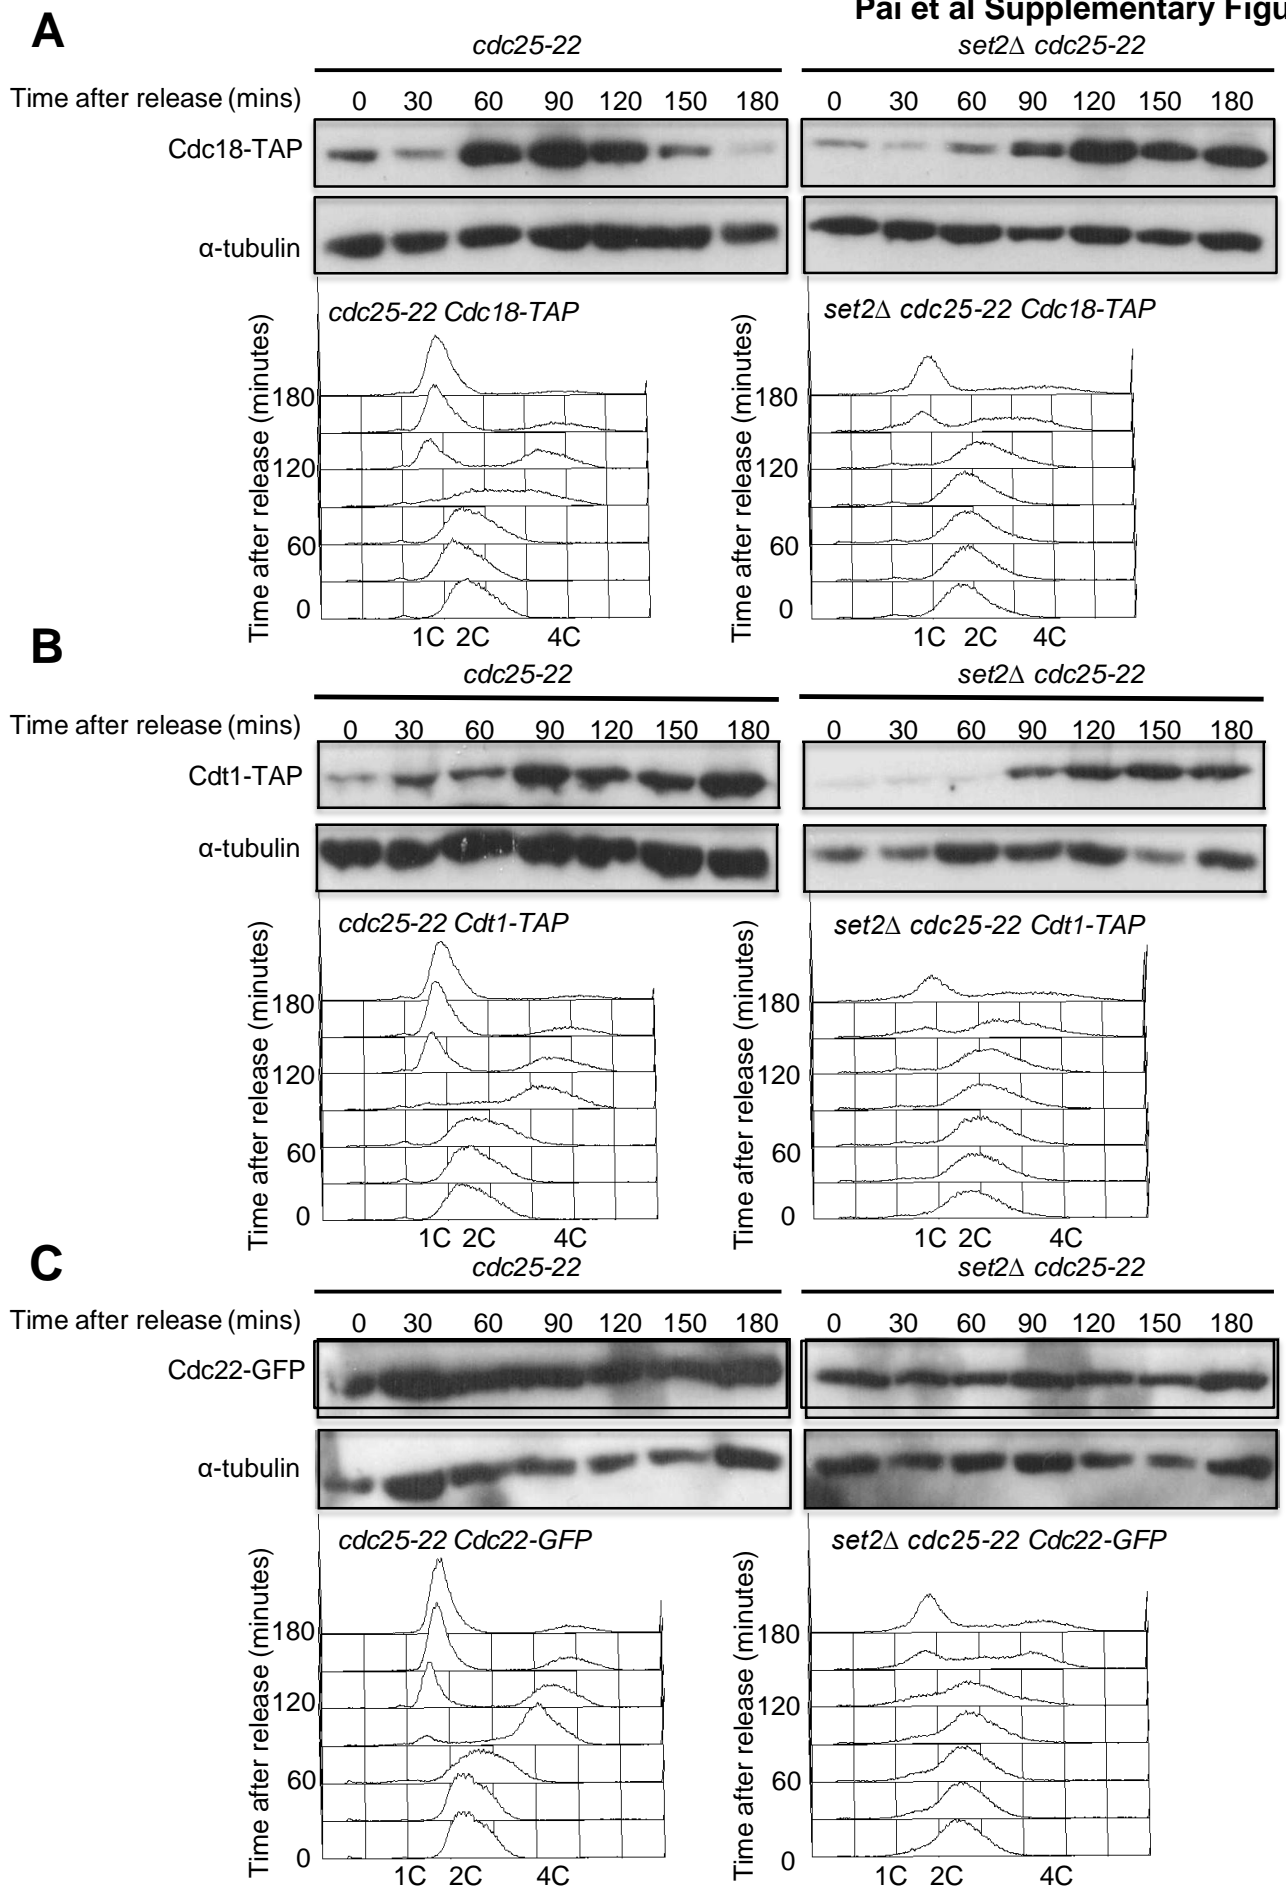 Pai et al Supplementary Figu
A
cdc25-22
set2Δ cdc25-22
Time after release (mins) 0 30 60 90 120 150 180 0 30 60 90 120 150 180
Cdc18-TAP
α-tubulin
cdc25-22 Cdc18-TAP
set2Δ cdc25-22 Cdc18-TAP
Time after release (minutes)
180
120
60
0
1C 2C 4C
Time after release (minutes)
180
120
60
0
1C 2C 4C
B
cdc25-22
set2Δ cdc25-22
Time after release (mins) 0 30 60 90 120 150 180 0 30 60 90 120 150 180
Cdt1-TAP
α-tubulin
cdc25-22 Cdt1-TAP
set2Δ cdc25-22 Cdt1-TAP
Time after release (minutes)
180
120
60
0
1C 2C 4C
Time after release (minutes)
180
120
60
0
1C 2C 4C
C
cdc25-22
set2Δ cdc25-22
Time after release (mins) 0 30 60 90 120 150 180 0 30 60 90 120 150 180
Cdc22-GFP
α-tubulin
cdc25-22 Cdc22-GFP
set2Δ cdc25-22 Cdc22-GFP
Time after release (minutes)
180
120
60
0
1C 2C 4C
Time after release (minutes)
180
120
60
0
1C 2C 4C